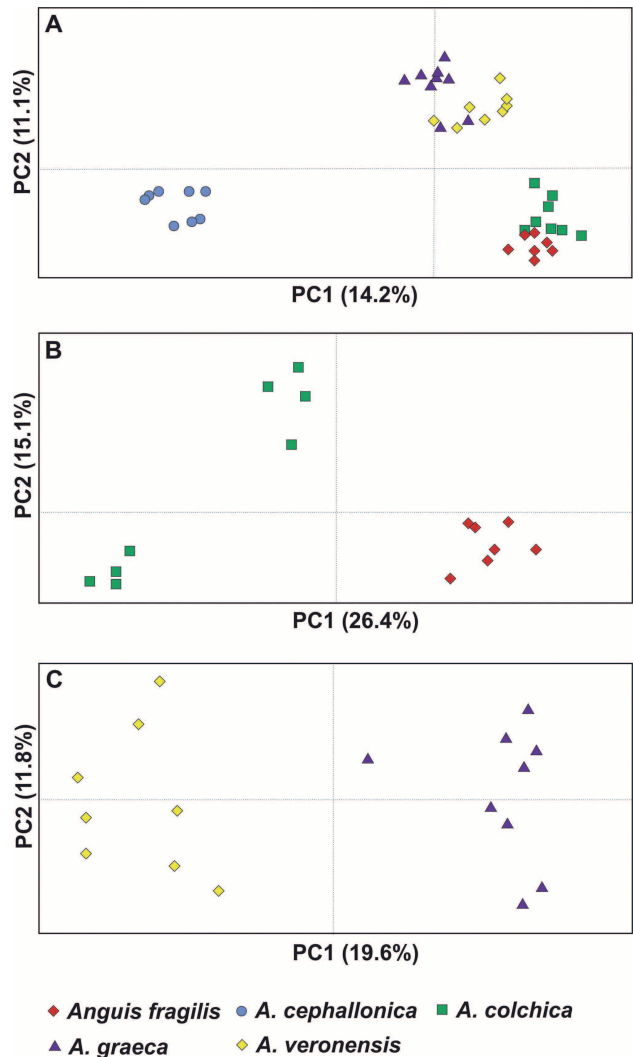 A
PC2 (11.1%)
PC1 (14.2%)
B
PC2 (15.1%)
PC1 (26.4%)
C
PC2 (11.8%)
PC1 (19.6%)
Anguis fragilis A. cephallonica A. colchica
A. graeca A. veronensis